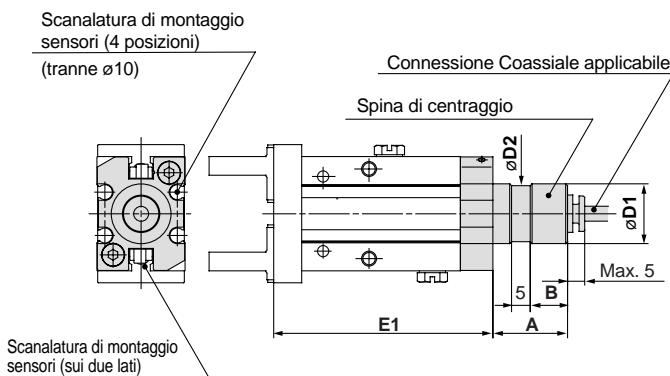 Scanalatura di montaggio
sensori (4 posizioni)
(tranne ø10)
Connessione Coassiale applicabile
Spina di centraggio
øD2
øD1
Max. 5
5
B
E1
A
Scanalatura di montaggio
sensori (sui due lati)